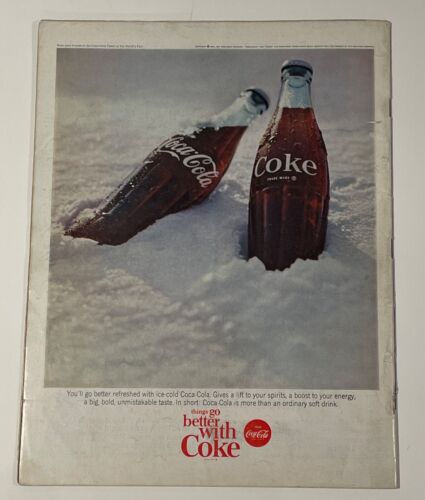 Coca-Cola
Coke
TRADE MARK ®
You'll go better refreshed with ice-cold Coca-Cola. Gives a lift to your spirits, a boost to your energy,
a big, bold, unmistakable taste. In short: Coca-Cola is more than an ordinary soft drink.
things go
better
with
Coke
Coca-Cola